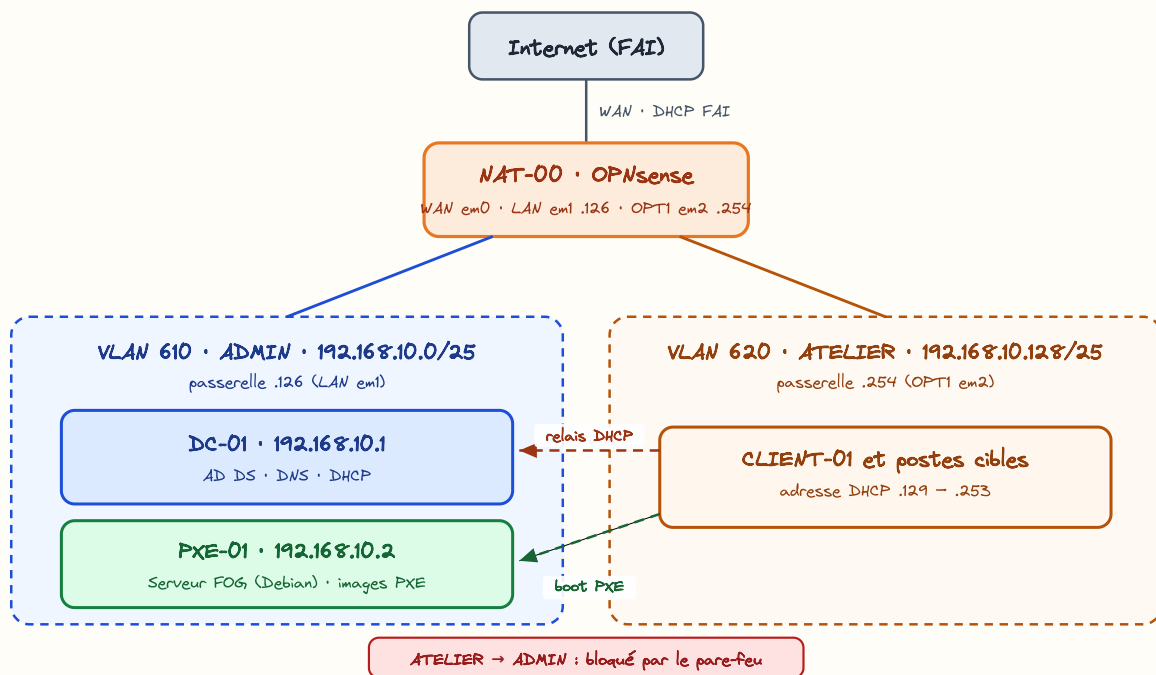 Internet (FAI)
WAN · DHCP FAI
NAT-00 · OPNsense
WAN em0 · LAN em1 .126 · OPT1 em2 .254
VLAN 610 · ADMIN · 192.168.10.0/25
passerelle .126 (LAN em1)
DC-01 · 192.168.10.1
AD DS · DNS · DHCP
PXE-01 · 192.168.10.2
Serveur FOG (Debian) · images PXE
relais DHCP
boot PXE
VLAN 620 · ATELIER · 192.168.10.128/25
passerelle .254 (OPT1 em2)
CLIENT-01 et postes cibles
adresse DHCP .129 – .253
ATELIER → ADMIN : bloqué par le pare-feu